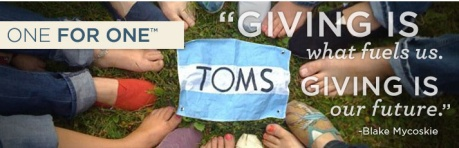 ONE FOR ONE™
"GIVING IS
what fuels us.
TOMS
GIVING IS
our future."
-Blake Mycoskie